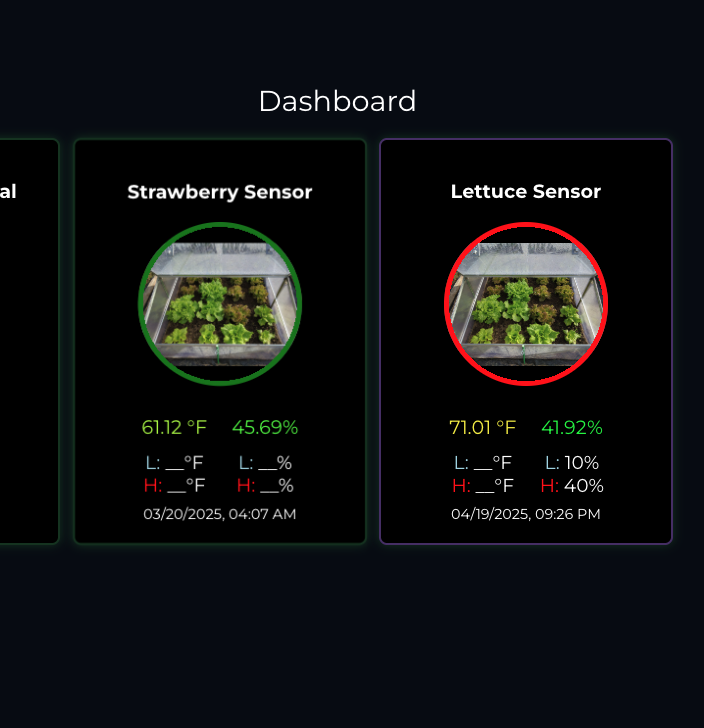 Dashboard
al
Strawberry Sensor
61.12 °F 45.69%
L: __°F L: __%
H: __°F H: __%
03/20/2025, 04:07 AM
Lettuce Sensor
71.01 °F 41.92%
L: __°F L: 10%
H: __°F H: 40%
04/19/2025, 09:26 PM